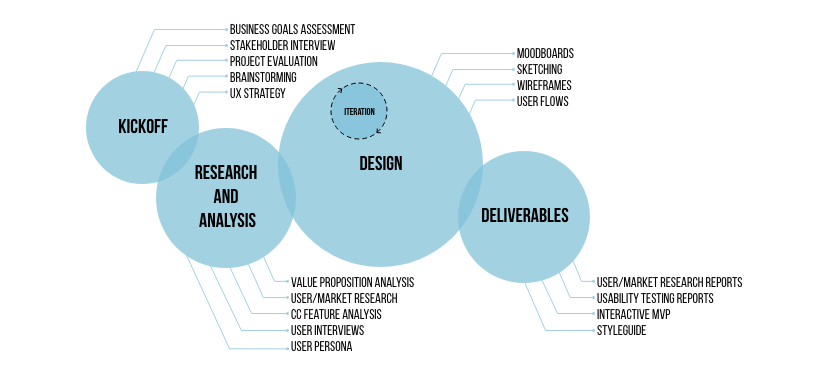 BUSINESS GOALS ASSESSMENT
STAKEHOLDER INTERVIEW
PROJECT EVALUATION
BRAINSTORMING
UX STRATEGY
KICKOFF
MOODBOARDS
SKETCHING
WIREFRAMES
USER FLOWS
ITERATION
DESIGN
RESEARCH
AND
ANALYSIS
DELIVERABLES
VALUE PROPOSITION ANALYSIS
USER/MARKET RESEARCH
CC FEATURE ANALYSIS
USER INTERVIEWS
USER PERSONA
USER/MARKET RESEARCH REPORTS
USABILITY TESTING REPORTS
INTERACTIVE MVP
STYLEGUIDE